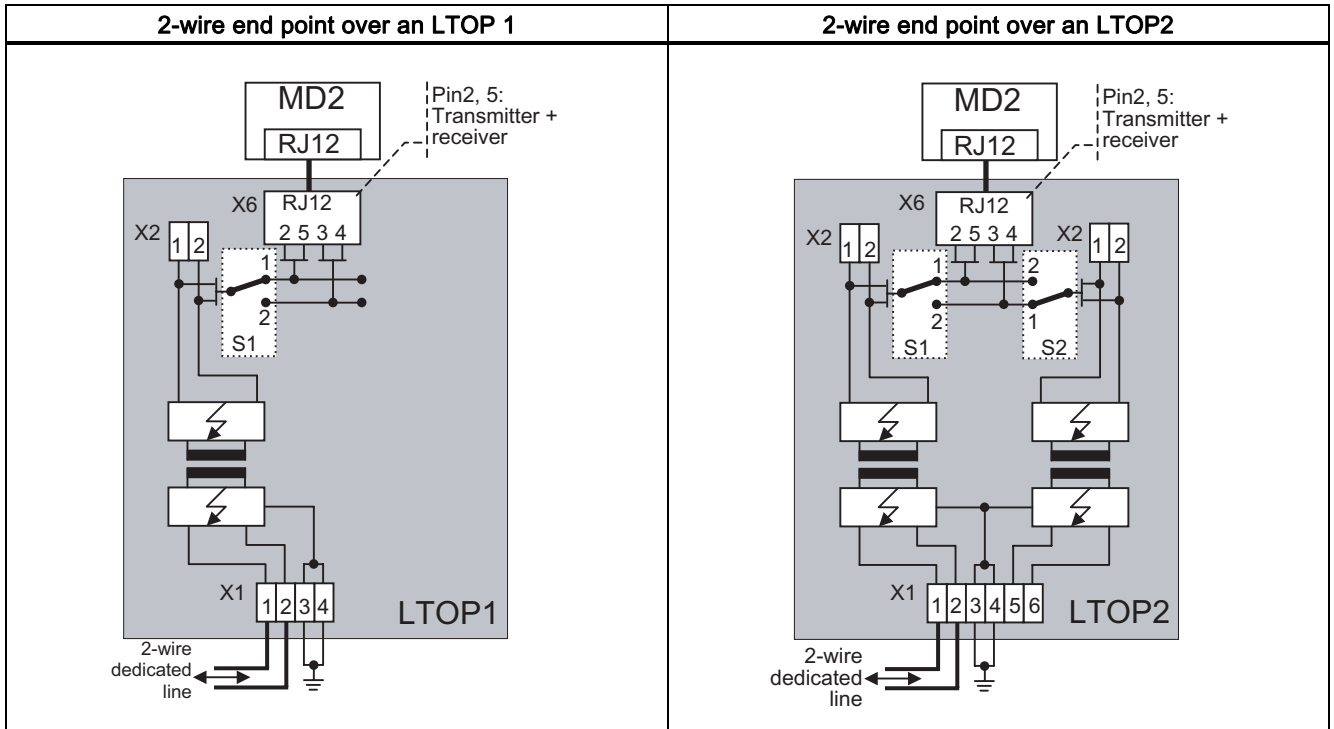 2-wire end point over an LTOP 1
MD2
RJ12
Pin2, 5:
Transmitter +
receiver
X6
RJ12
2 5 3 4
X2
1 2
1
2
S1
X1
1 2 3 4
LTOP1
2-wire
dedicated
line
2-wire end point over an LTOP2
MD2
RJ12
Pin2, 5:
Transmitter +
receiver
X6
RJ12
2 5 3 4
X2
1 2
X2
1 2
1
2
S1
2
1
S2
X1
1 2 3 4 5 6
LTOP2
2-wire
dedicated
line